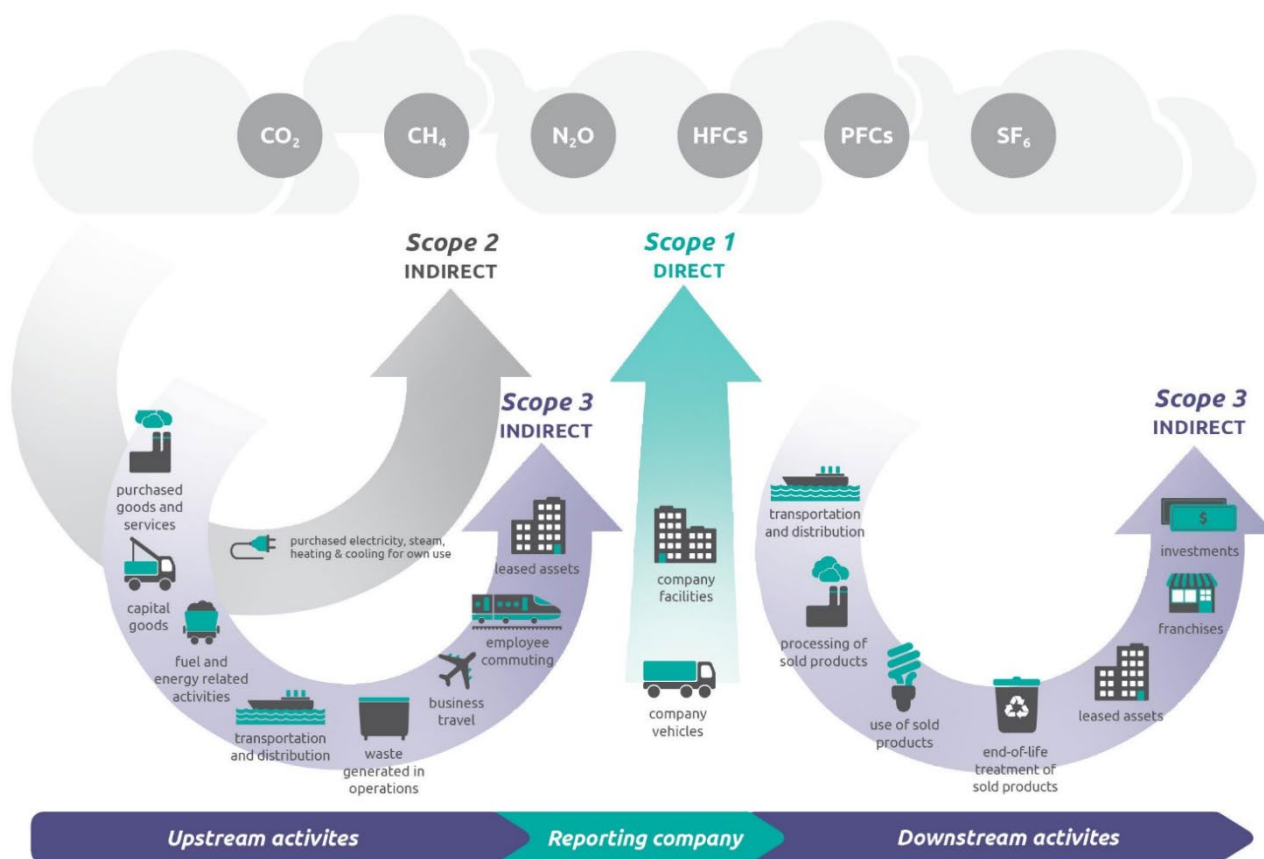 CO₂
CH₄
N₂O
HFCs
PFCs
SF₆
Scope 2
INDIRECT
Scope 1
DIRECT
Scope 3
INDIRECT
Scope 3
INDIRECT
purchased
goods and
services
capital
goods
fuel and
energy related
activities
transportation
and distribution
waste
generated in
operations
business
travel
employee
commuting
leased assets
purchased electricity, steam,
heating & cooling for own use
company
facilities
company
vehicles
transportation
and distribution
processing of
sold products
use of sold
products
end-of-life
treatment of
sold products
leased assets
franchises
$
investments
Upstream activites
Reporting company
Downstream activites